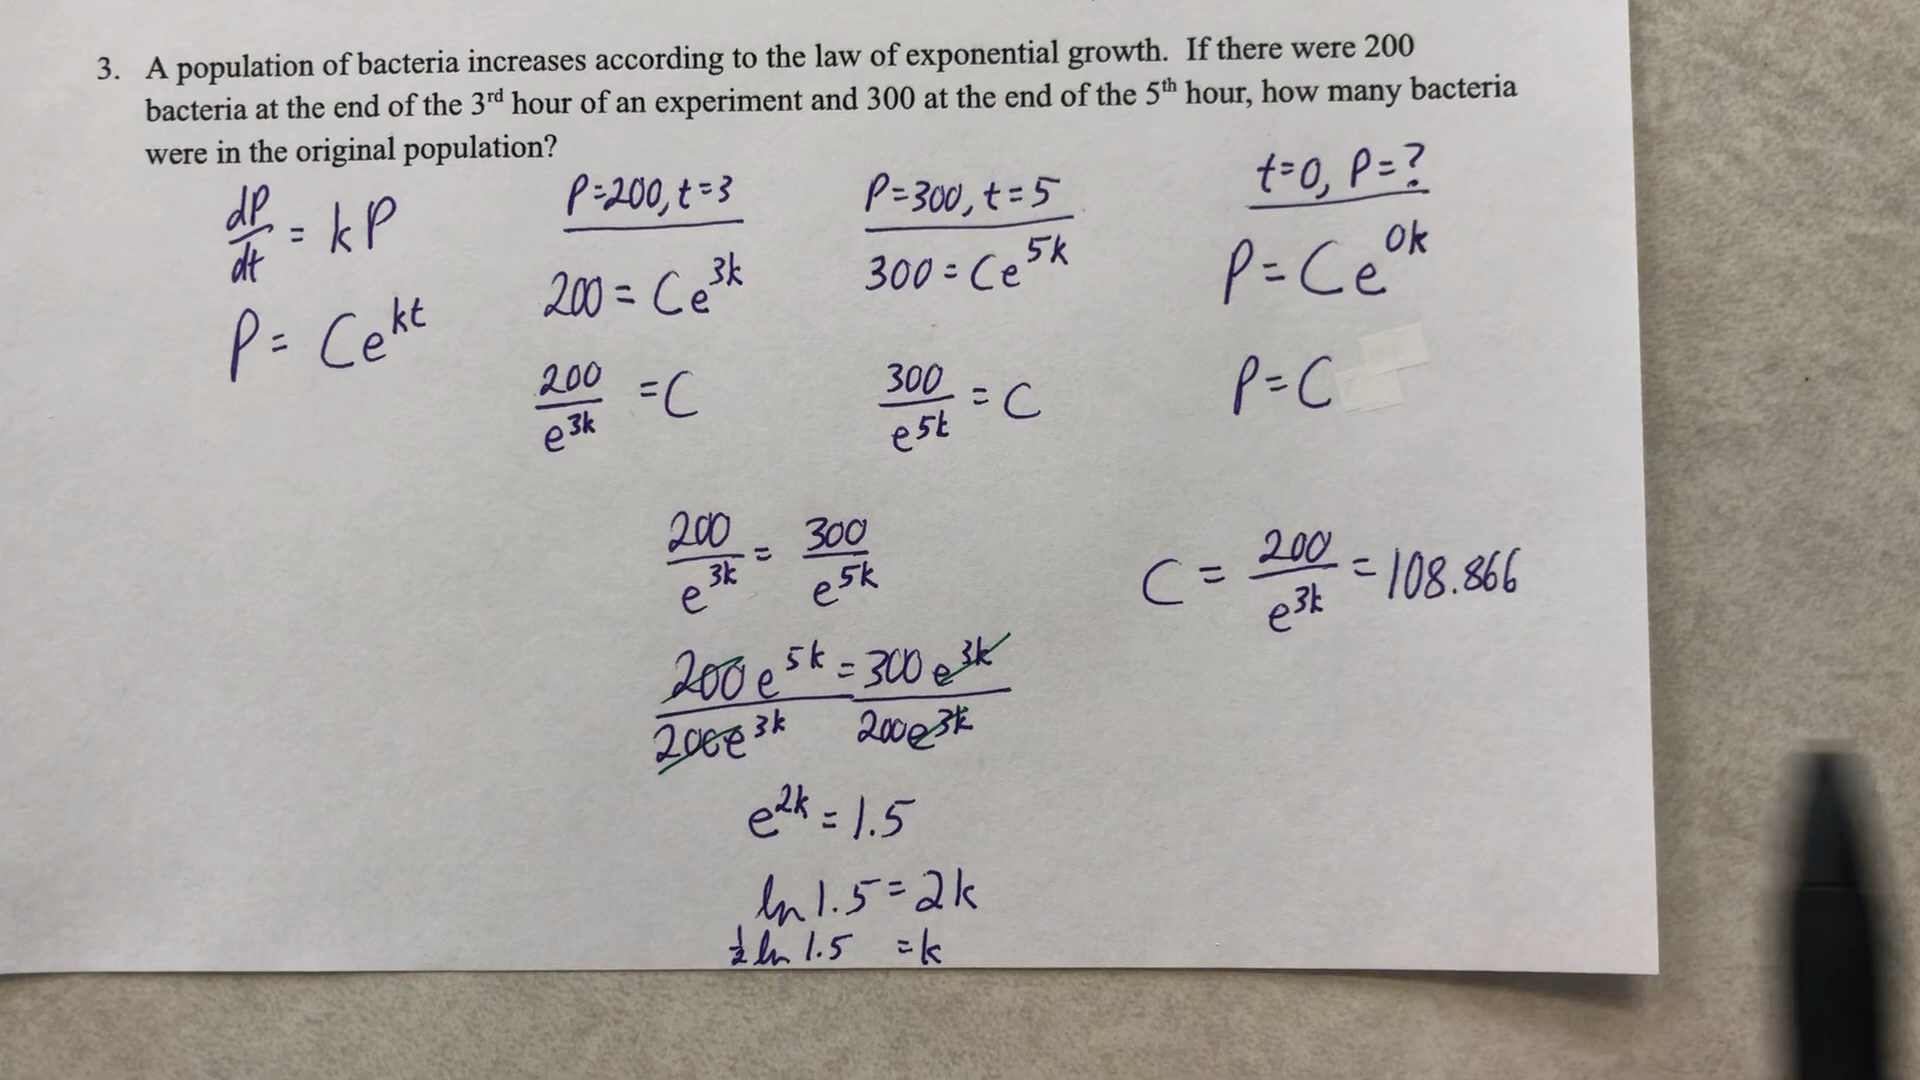 3. A population of bacteria increases according to the law of exponential growth. If there were 200
bacteria at the end of the 3rd hour of an experiment and 300 at the end of the 5th hour, how many bacteria
were in the original population?
dP/dt = kP
P = Ce^kt
P=200, t=3
200 = Ce^3k
200/e^3k = C
P=300, t=5
300 = Ce^5k
300/e^5k = C
t=0, P=?
P = Ce^0k
P = C
200/e^3k = 300/e^5k
200e^5k/200e^3k = 300e^3k/200e^3k
e^2k = 1.5
ln 1.5 = 2k
1/2 ln 1.5 = k
C = 200/e^3k = 108.866